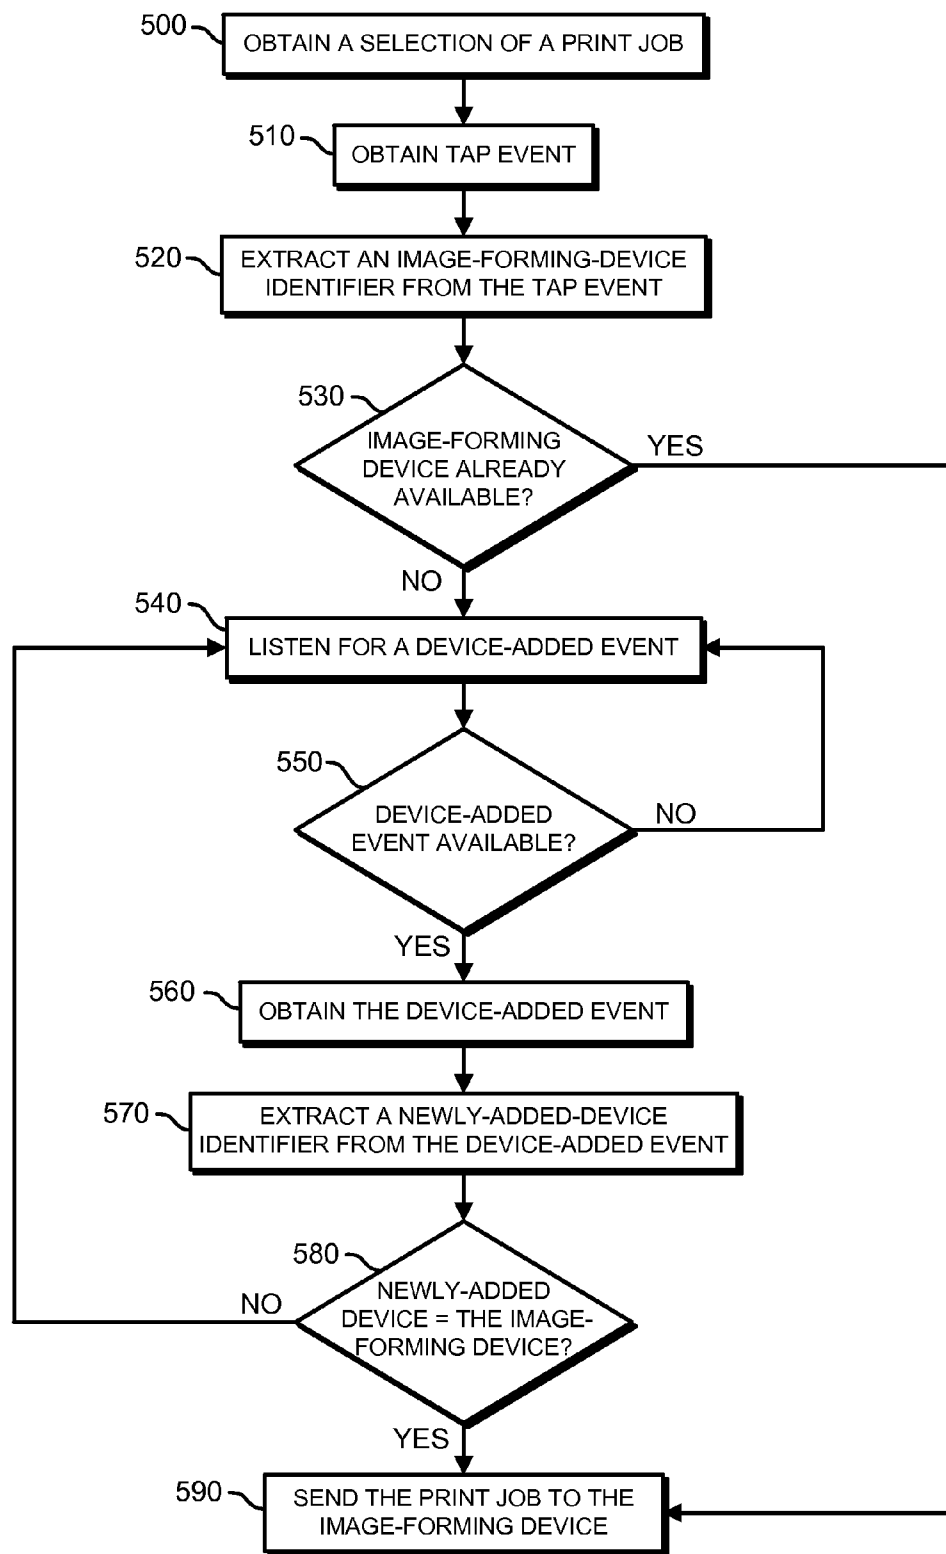 500
OBTAIN A SELECTION OF A PRINT JOB
510
OBTAIN TAP EVENT
520
EXTRACT AN IMAGE-FORMING-DEVICE
IDENTIFIER FROM THE TAP EVENT
530
IMAGE-FORMING
DEVICE ALREADY
AVAILABLE?
YES
NO
540
LISTEN FOR A DEVICE-ADDED EVENT
550
DEVICE-ADDED
EVENT AVAILABLE?
NO
YES
560
OBTAIN THE DEVICE-ADDED EVENT
570
EXTRACT A NEWLY-ADDED-DEVICE
IDENTIFIER FROM THE DEVICE-ADDED EVENT
580
NEWLY-ADDED
DEVICE = THE IMAGE-
FORMING DEVICE?
NO
YES
590
SEND THE PRINT JOB TO THE
IMAGE-FORMING DEVICE